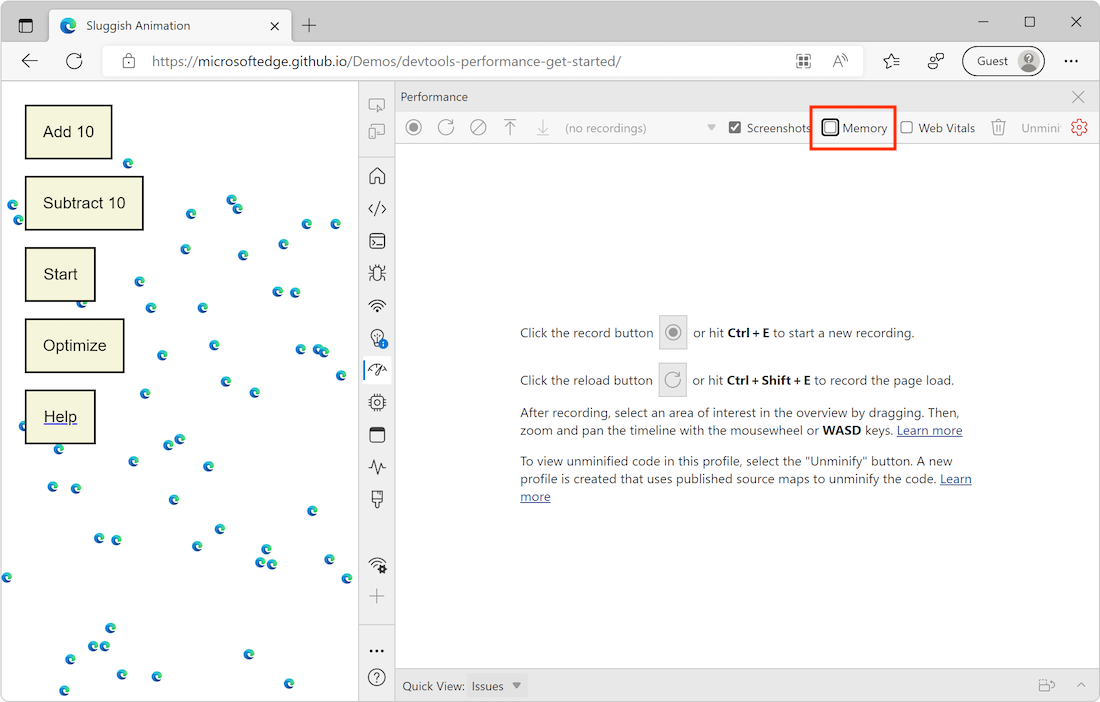 Sluggish Animation
https://microsoftedge.github.io/Demos/devtools-performance-get-started/
Guest
Add 10
Subtract 10
Start
Optimize
Help
Performance
(no recordings)
Screenshots
Memory
Web Vitals
Unmini
Click the record button or hit Ctrl + E to start a new recording.
Click the reload button or hit Ctrl + Shift + E to record the page load.
After recording, select an area of interest in the overview by dragging. Then,
zoom and pan the timeline with the mousewheel or WASD keys. Learn more
To view unminified code in this profile, select the "Unminify" button. A new
profile is created that uses published source maps to unminify the code. Learn
more
Quick View: Issues